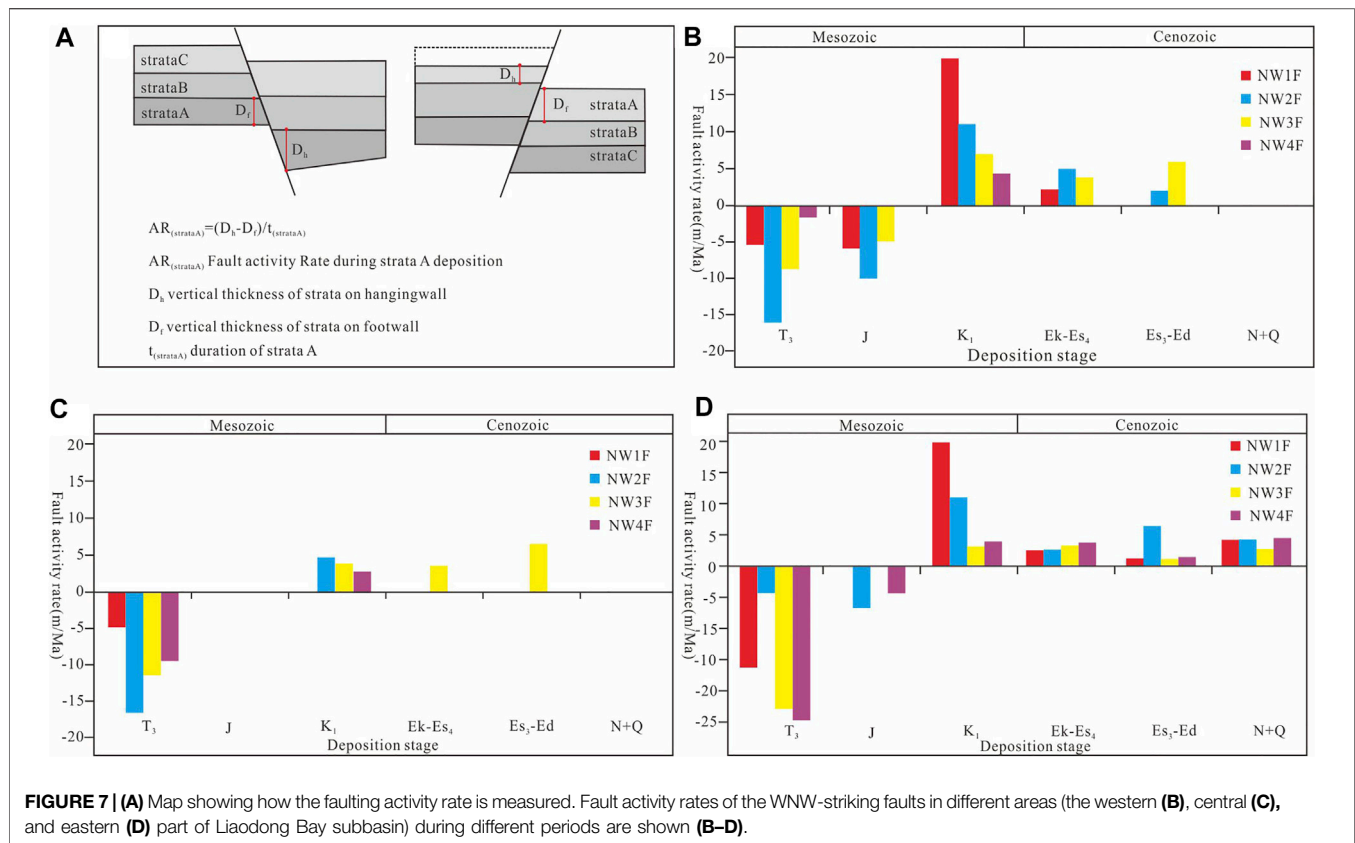 A
strataC
strataB
strataA
Df
Dh
Dh
Df
strataA
strataB
strataC
AR(strataA)=(Dh-Df)/t(strataA)
AR(strataA) Fault activity Rate during strata A deposition
Dh vertical thickness of strata on hangingwall
Df vertical thickness of strata on footwall
t(strataA) duration of strata A
B
Mesozoic Cenozoic
Fault activity rate(m/Ma)
20
15
10
5
0
-5
-10
-15
-20
NW1F
NW2F
NW3F
NW4F
T3 J K1 Ek-Es4 Es3-Ed N+Q
Deposition stage
C
Mesozoic Cenozoic
Fault activity rate(m/Ma)
20
15
10
5
0
-5
-10
-15
-20
NW1F
NW2F
NW3F
NW4F
T3 J K1 Ek-Es4 Es3-Ed N+Q
Deposition stage
D
Mesozoic Cenozoic
Fault activity rate(m/Ma)
20
15
10
5
0
-5
-15
-10
-20
-25
NW1F
NW2F
NW3F
NW4F
T3 J K1 Ek-Es4 Es3-Ed N+Q
Deposition stage
FIGURE 7 | (A) Map showing how the faulting activity rate is measured. Fault activity rates of the WNW-striking faults in different areas (the western (B), central (C),
and eastern (D) part of Liaodong Bay subbasin) during different periods are shown (B–D).